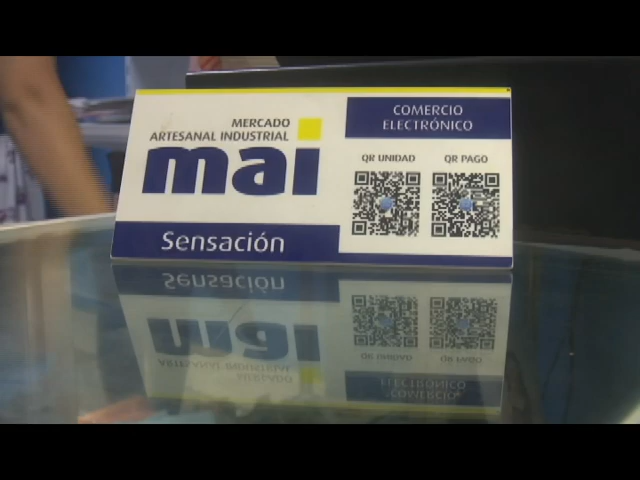 MERCADO
ARTESANAL INDUSTRIAL
mai
Sensación
COMERCIO
ELECTRÓNICO
QR UNIDAD
QR PAGO